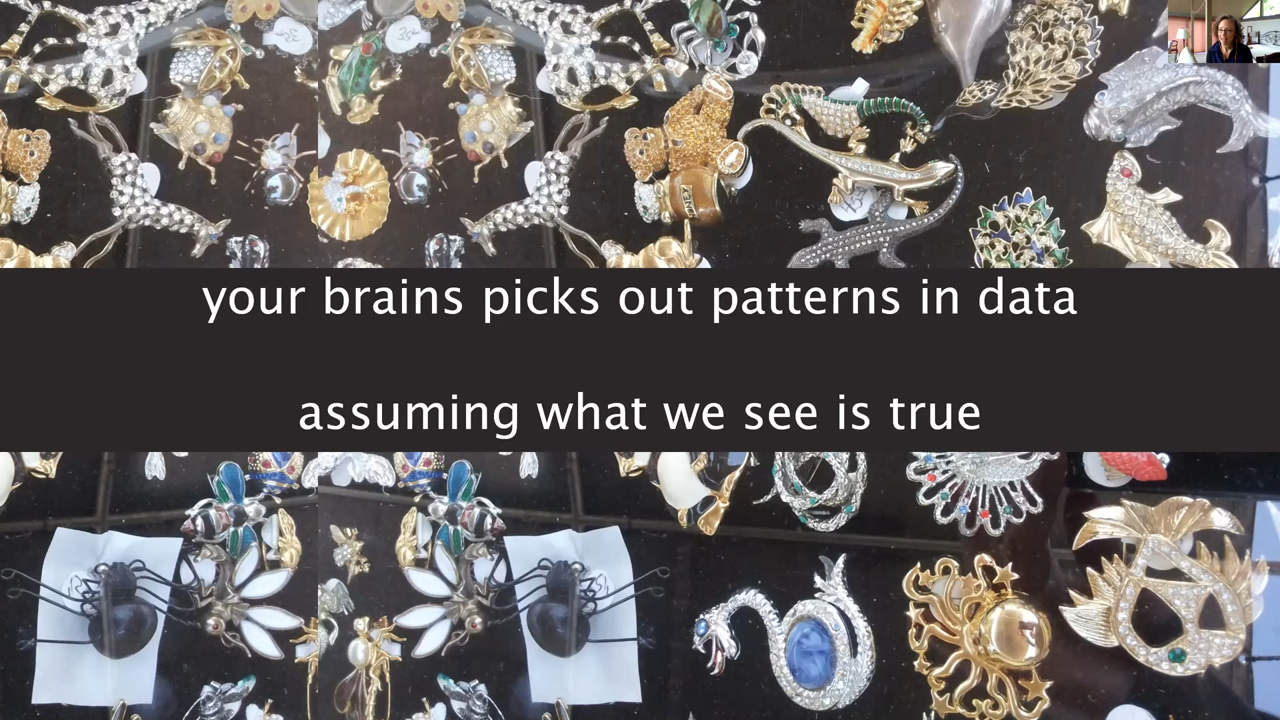 your brains picks out patterns in data
assuming what we see is true